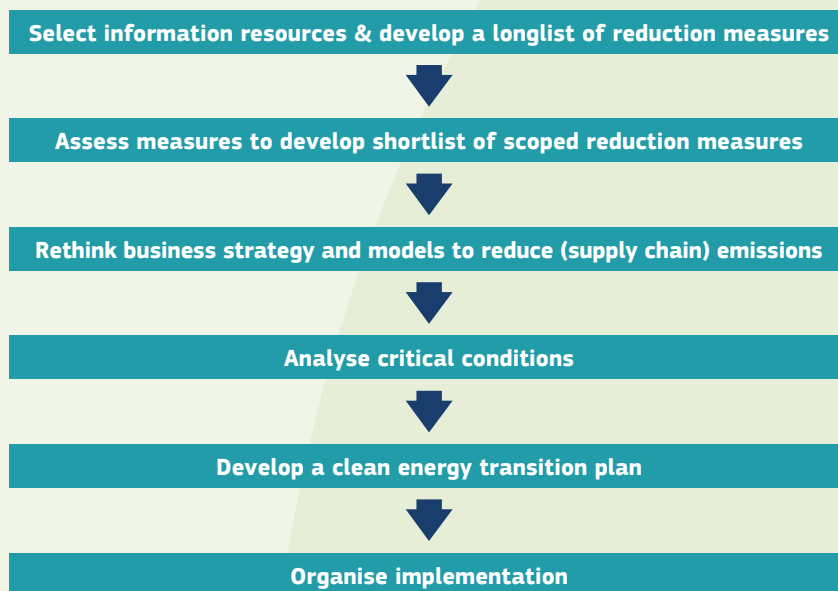 Select information resources & develop a longlist of reduction measures
Assess measures to develop shortlist of scoped reduction measures
Rethink business strategy and models to reduce (supply chain) emissions
Analyse critical conditions
Develop a clean energy transition plan
Organise implementation